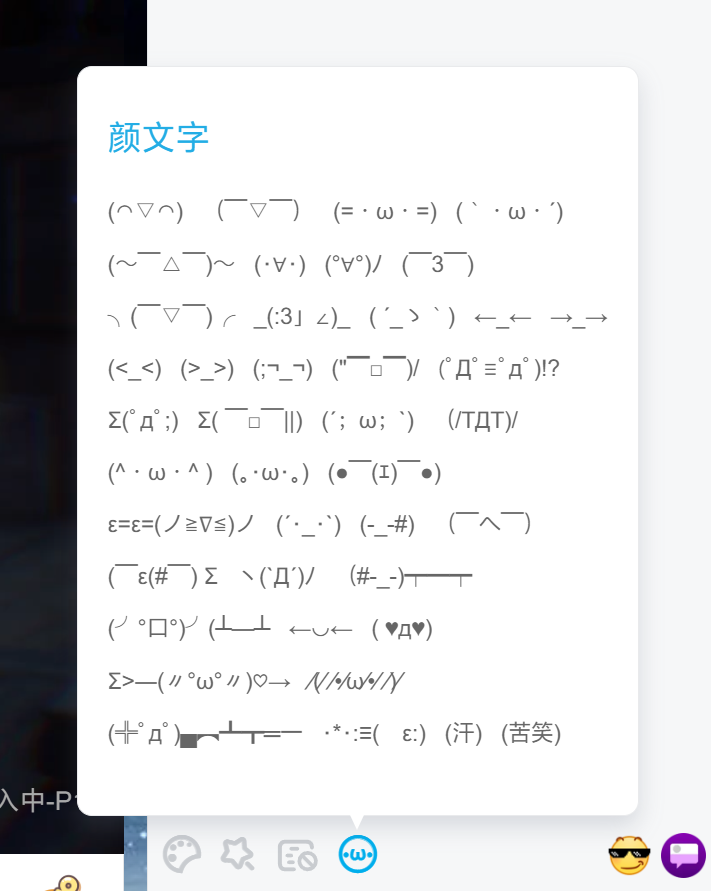 颜文字
(⌒▽⌒) (￣▽￣) (=・ω・=) (｀・ω・´)
(～￣△￣)～ (･∀･) (°∀°)ﾉ (￣3￣)
╮(￣▽￣)╭ _(:3」∠)_ ( ´_ゝ｀) ←_← →_→
(<_<) (>_>) (;¬_¬) ("▔□▔)/ (ﾟДﾟ≡ﾟдﾟ)!?
Σ(ﾟдﾟ;) Σ( ￣□￣||) (´；ω；`) (/TДT)/
(^・ω・^ ) (｡･ω･｡) (●￣(ｴ)￣●)
ε=ε=(ノ≧∇≦)ノ (´･_･`) (-_-#) (￣へ￣)
(￣ε(#￣) Σ ヽ(`Д´)ﾉ (#-_-)┯━┯
(╯°口°)╯(┴—┴ ←◡← ( ♥д♥)
Σ>―(〃°ω°〃)♡→ ⁄(⁄ ⁄•⁄ω⁄•⁄ ⁄)⁄
(╬ﾟдﾟ)▄︻┻┳═一 ･*･:≡( ε:) (汗) (苦笑)
入中-P
·ω·